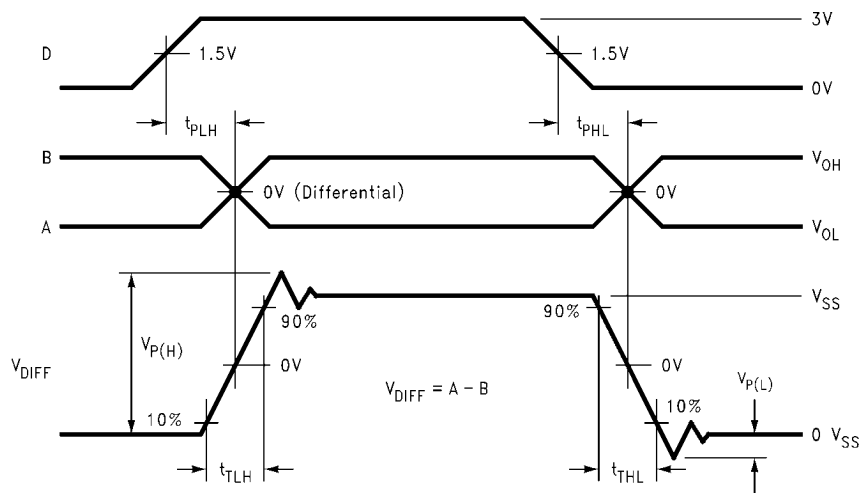 3V
D
1.5V
1.5V
0V
tPLH
tPHL
B
VOH
0V (Differential)
0V
A
VOL
VSS
90%
90%
VP(H)
VDIFF
0V
0V
VDIFF = A – B
VP(L)
10%
10%
0 VSS
tTLH
tTHL